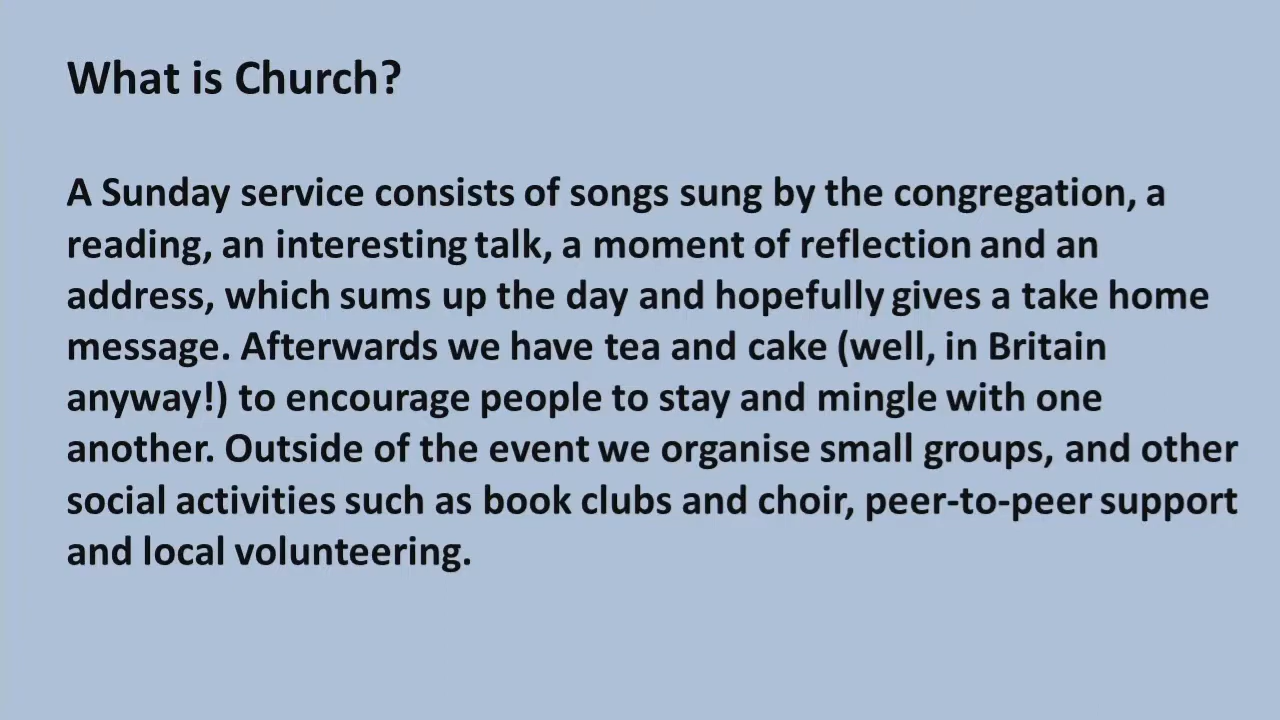 What is Church?
A Sunday service consists of songs sung by the congregation, a
reading, an interesting talk, a moment of reflection and an
address, which sums up the day and hopefully gives a take home
message. Afterwards we have tea and cake (well, in Britain
anyway!) to encourage people to stay and mingle with one
another. Outside of the event we organise small groups, and other
social activities such as book clubs and choir, peer-to-peer support
and local volunteering.